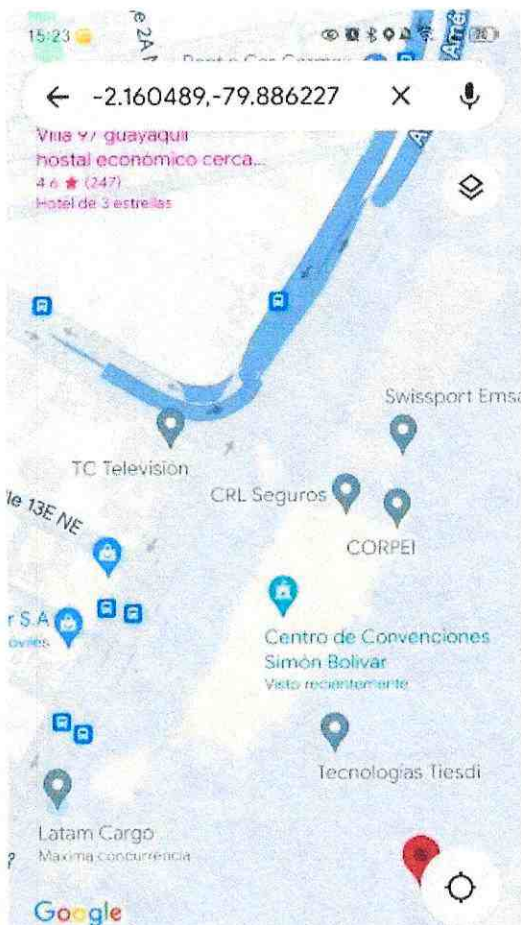 15:23
-2.160489,-79.886227
Villa 97 guayaquil
hostal económico cerca...
4.6 ★ (247)
Hotel de 3 estrellas
Swissport Emsa
TC Televisión
CRL Seguros
CORPEI
le 13E NE
r S.A
Centro de Convenciones
Simón Bolívar
Visto recientemente
Tecnologías Tiesdi
Latam Cargo
Máxima concurrencia
Google